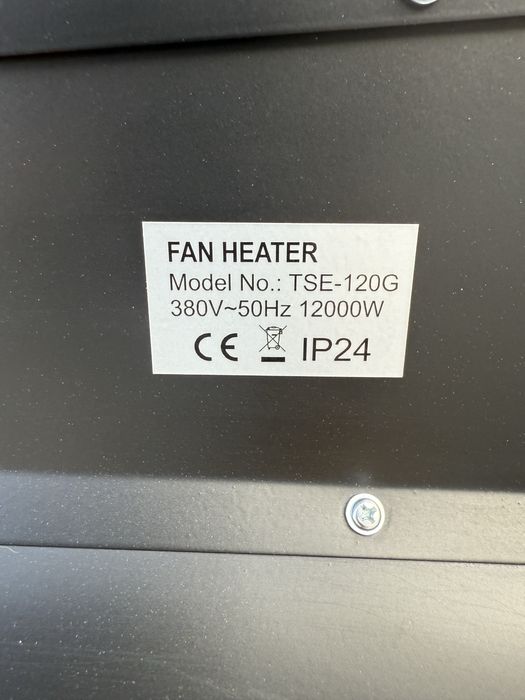 FAN HEATER
Model No.: TSE-120G
380V~50Hz 12000W
CE IP24